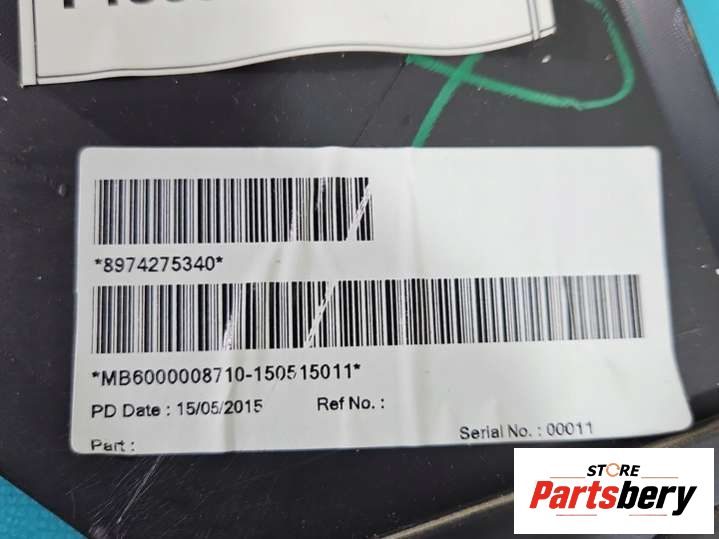 *8974275340*
*MB6000008710-150515011*
PD Date : 15/05/2015 Ref No. :
Part : Serial No. : 00011
STORE
Partsbery